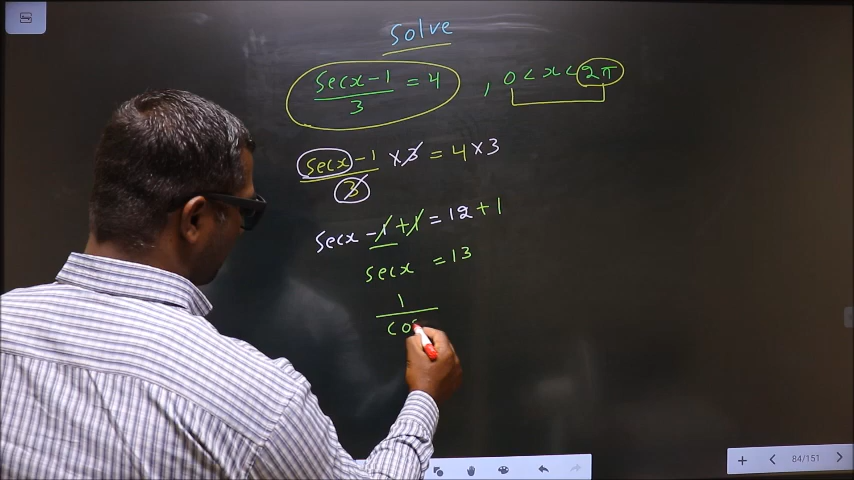 Solve
secx-1/3 = 4 , 0 < x < 2π
secx-1/3 ×3 = 4×3
secx -1+1 = 12+1
secx = 13
1/cos
84/151